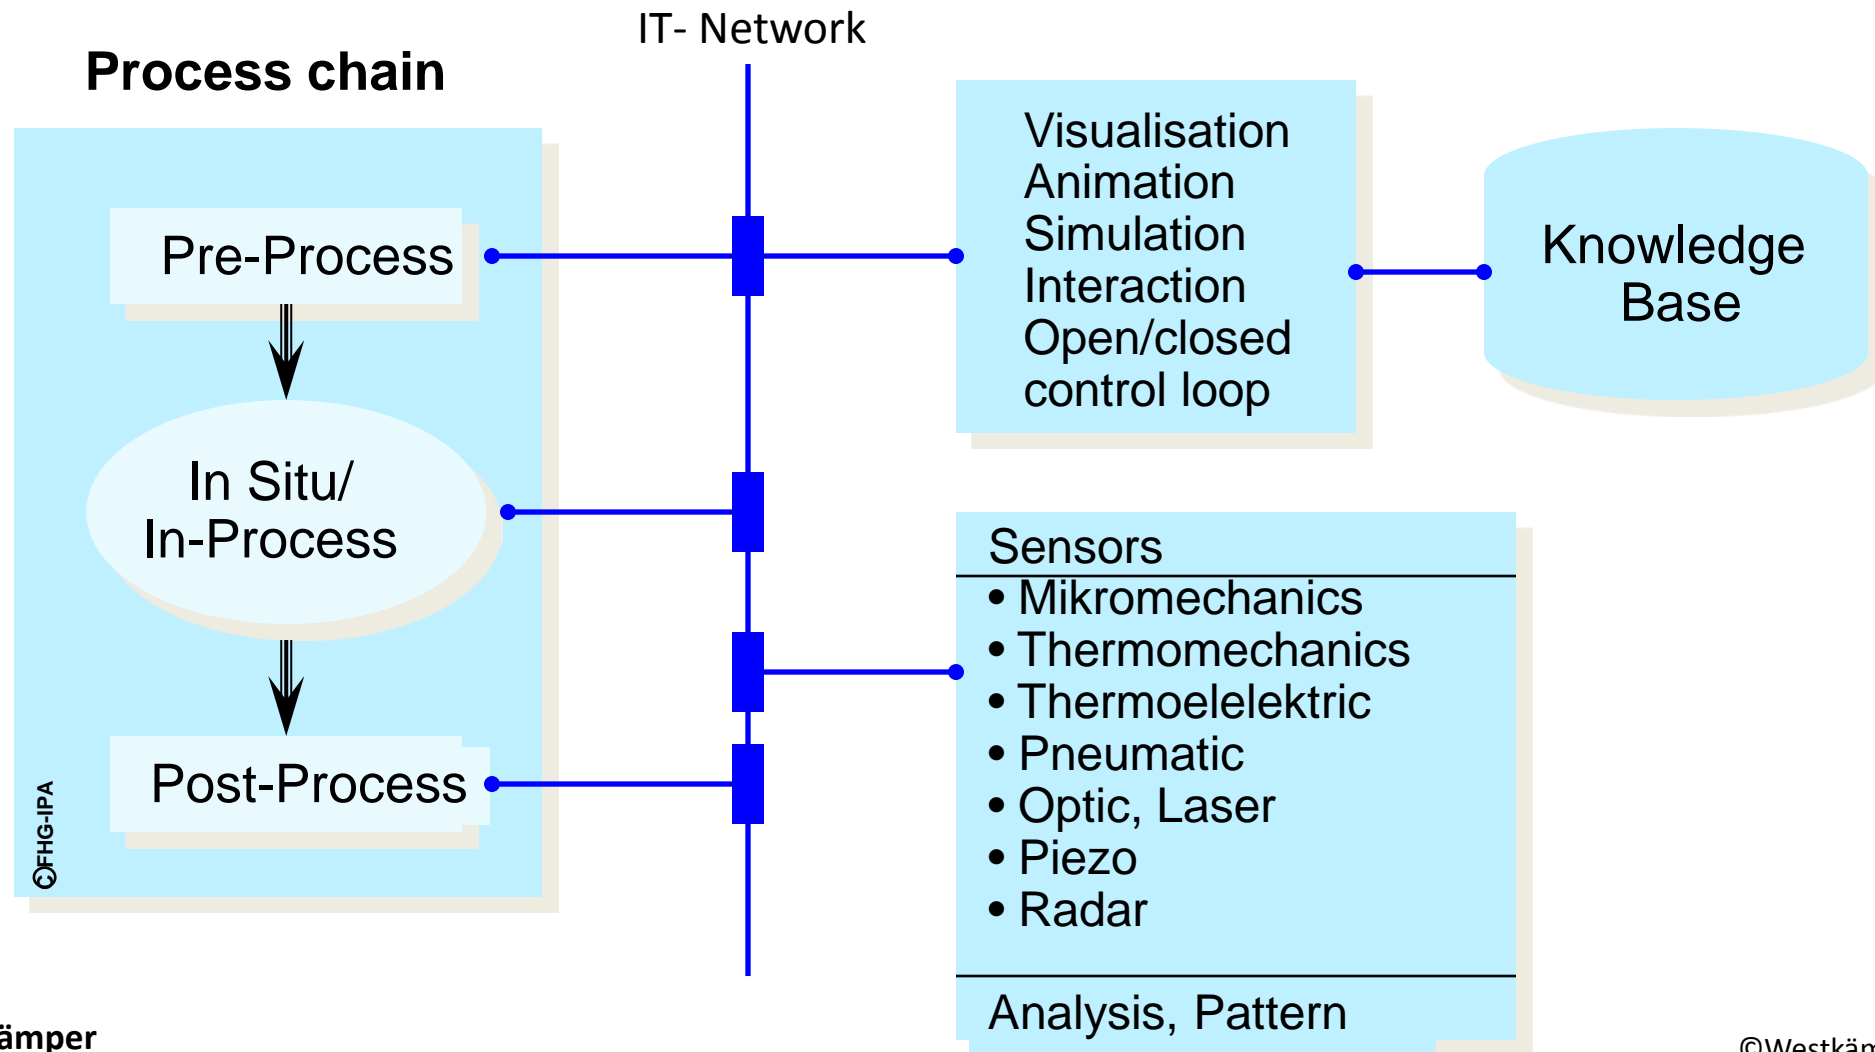 IT- Network
Process chain
Pre-Process
In Situ/
In-Process
Post-Process
©FHG-IPA
Visualisation
Animation
Simulation
Interaction
Open/closed
control loop
Knowledge
Base
Sensors
• Mikromechanics
• Thermomechanics
• Thermoelelektric
• Pneumatic
• Optic, Laser
• Piezo
• Radar
Analysis, Pattern
ämper
©Westkäm